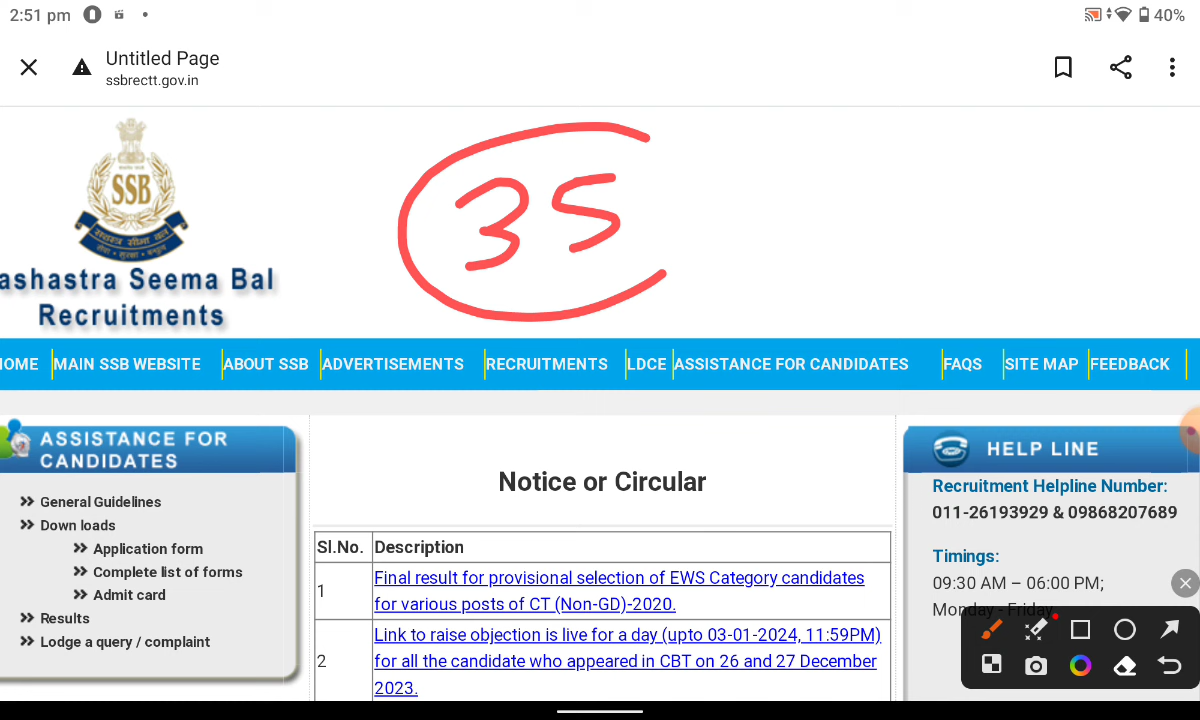 2:51 pm
40%
Untitled Page
ssbrectt.gov.in
35
SSB
सशस्त्र सीमा बल
ashastra Seema Bal
Recruitments
OME MAIN SSB WEBSITE ABOUT SSB ADVERTISEMENTS RECRUITMENTS LDCE ASSISTANCE FOR CANDIDATES FAQS SITE MAP FEEDBACK
ASSISTANCE FOR
CANDIDATES
General Guidelines
Down loads
Application form
Complete list of forms
Admit card
Results
Lodge a query / complaint
Notice or Circular
Sl.No. Description
1 Final result for provisional selection of EWS Category candidates
for various posts of CT (Non-GD)-2020.
2 Link to raise objection is live for a day (upto 03-01-2024, 11:59PM)
for all the candidate who appeared in CBT on 26 and 27 December
2023.
HELP LINE
Recruitment Helpline Number:
011-26193929 & 09868207689
Timings:
09:30 AM – 06:00 PM;
Monday - Friday